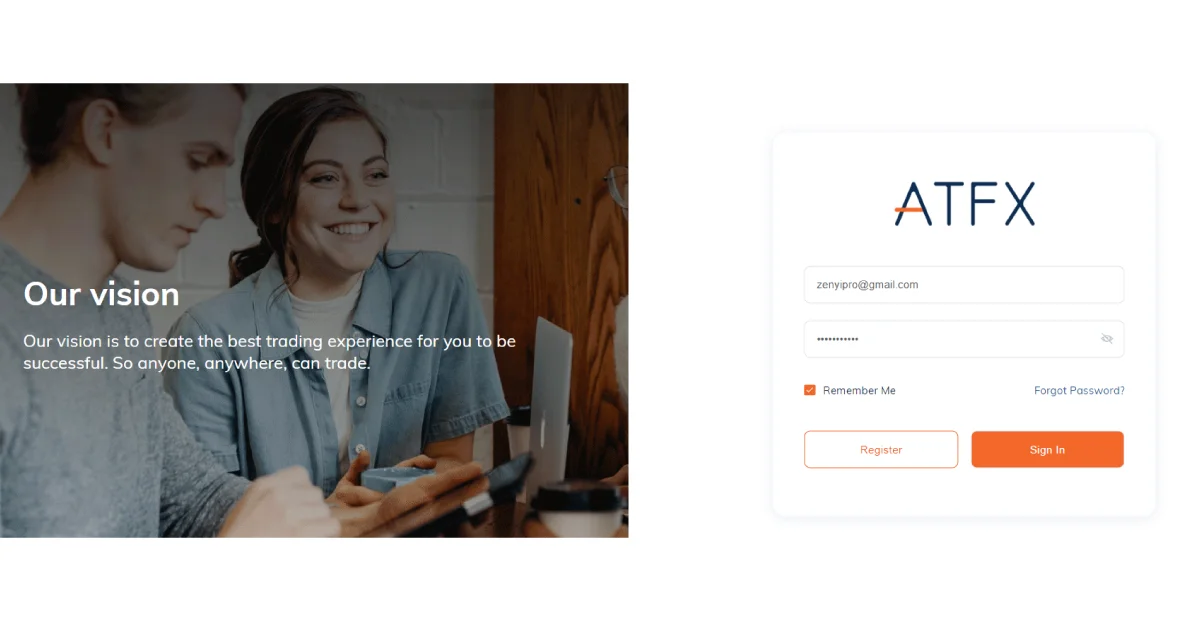 Our vision
Our vision is to create the best trading experience for you to be
successful. So anyone, anywhere, can trade.
ATFX
zenyipro@gmail.com
•••••••••••
Remember Me
Forgot Password?
Register
Sign In